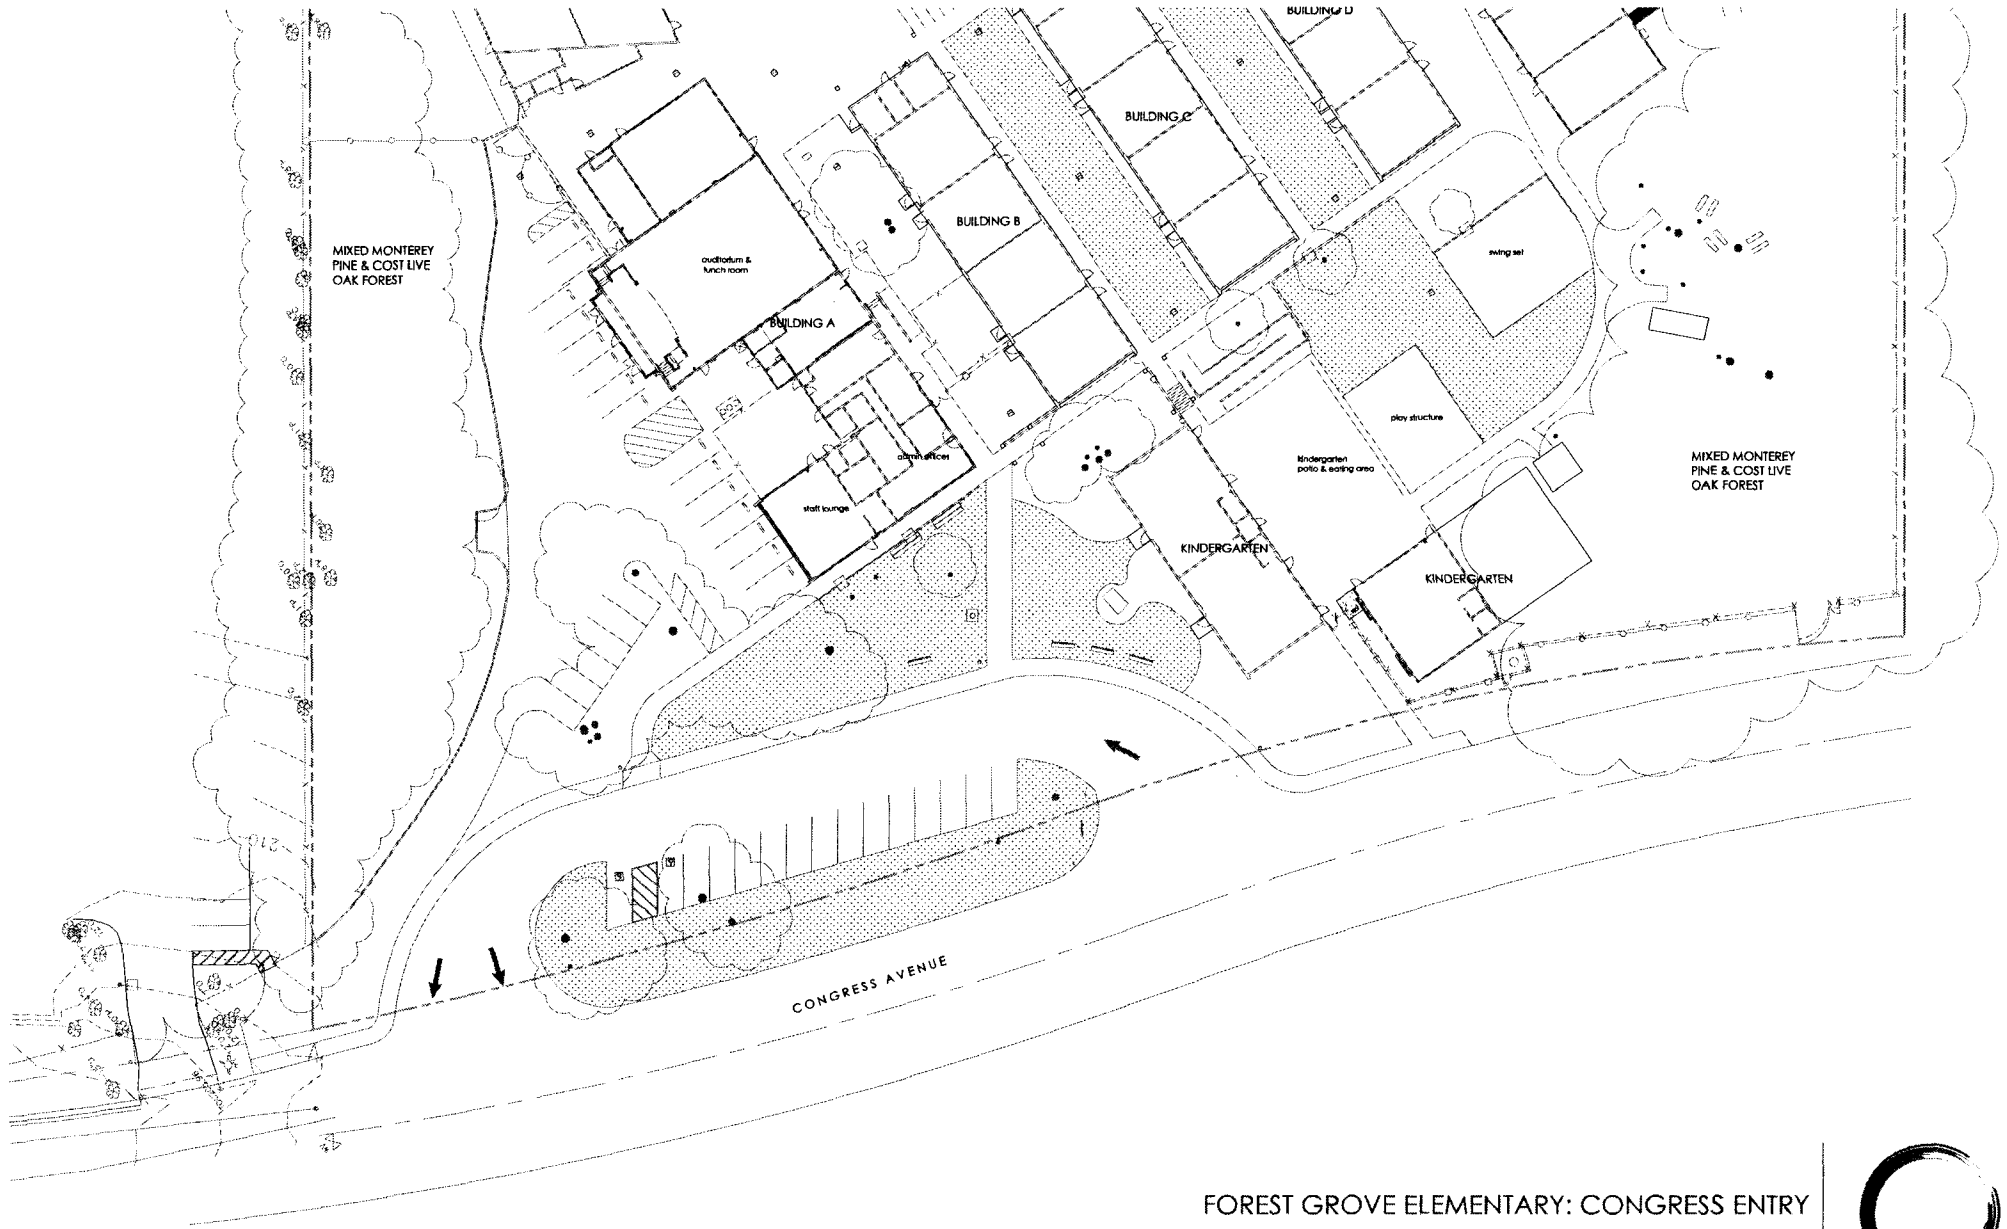 BUILDING D
BUILDING C
BUILDING B
MIXED MONTEREY
PINE & COST LIVE
OAK FOREST
auditorium &
lunch room
swing set
BUILDING A
play structure
admin offices
kindergarten
patio & eating area
MIXED MONTEREY
PINE & COST LIVE
OAK FOREST
staff lounge
KINDERGARTEN
KINDERGARTEN
210
CONGRESS AVENUE
FOREST GROVE ELEMENTARY: CONGRESS ENTRY